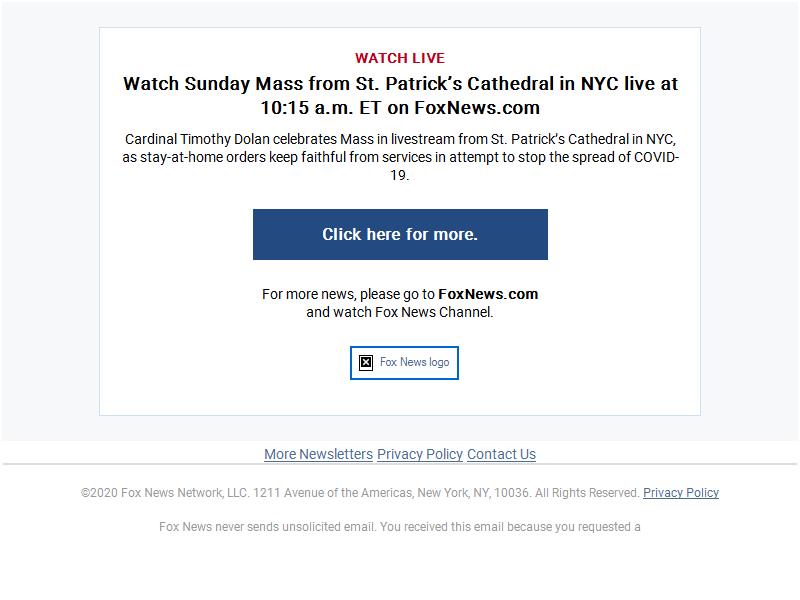 WATCH LIVE
Watch Sunday Mass from St. Patrick’s Cathedral in NYC live at
10:15 a.m. ET on FoxNews.com
Cardinal Timothy Dolan celebrates Mass in livestream from St. Patrick’s Cathedral in NYC,
as stay-at-home orders keep faithful from services in attempt to stop the spread of COVID-
19.
Click here for more.
For more news, please go to FoxNews.com
and watch Fox News Channel.
Fox News logo
More Newsletters Privacy Policy Contact Us
©2020 Fox News Network, LLC. 1211 Avenue of the Americas, New York, NY, 10036. All Rights Reserved. Privacy Policy
Fox News never sends unsolicited email. You received this email because you requested a